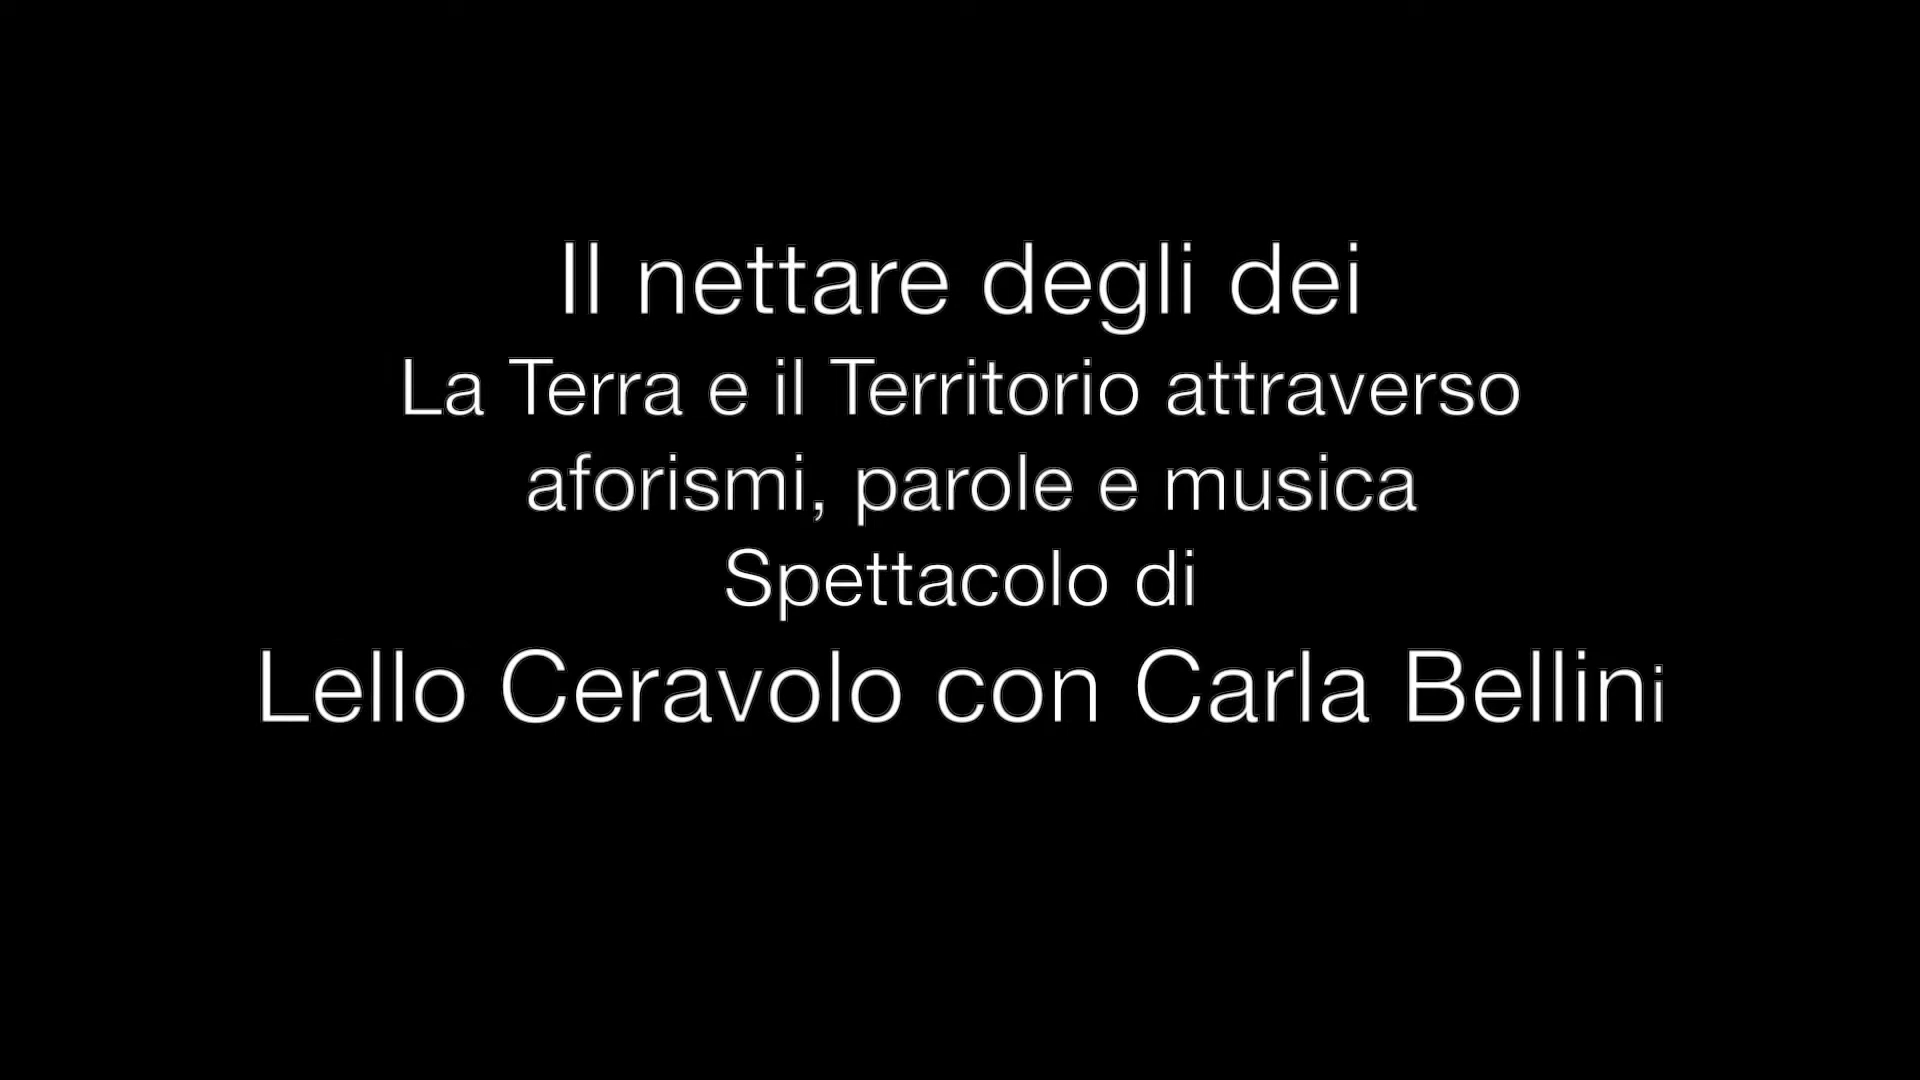 Il nettare degli dei
La Terra e il Territorio attraverso
aforismi, parole e musica
Spettacolo di
Lello Ceravolo con Carla Bellini